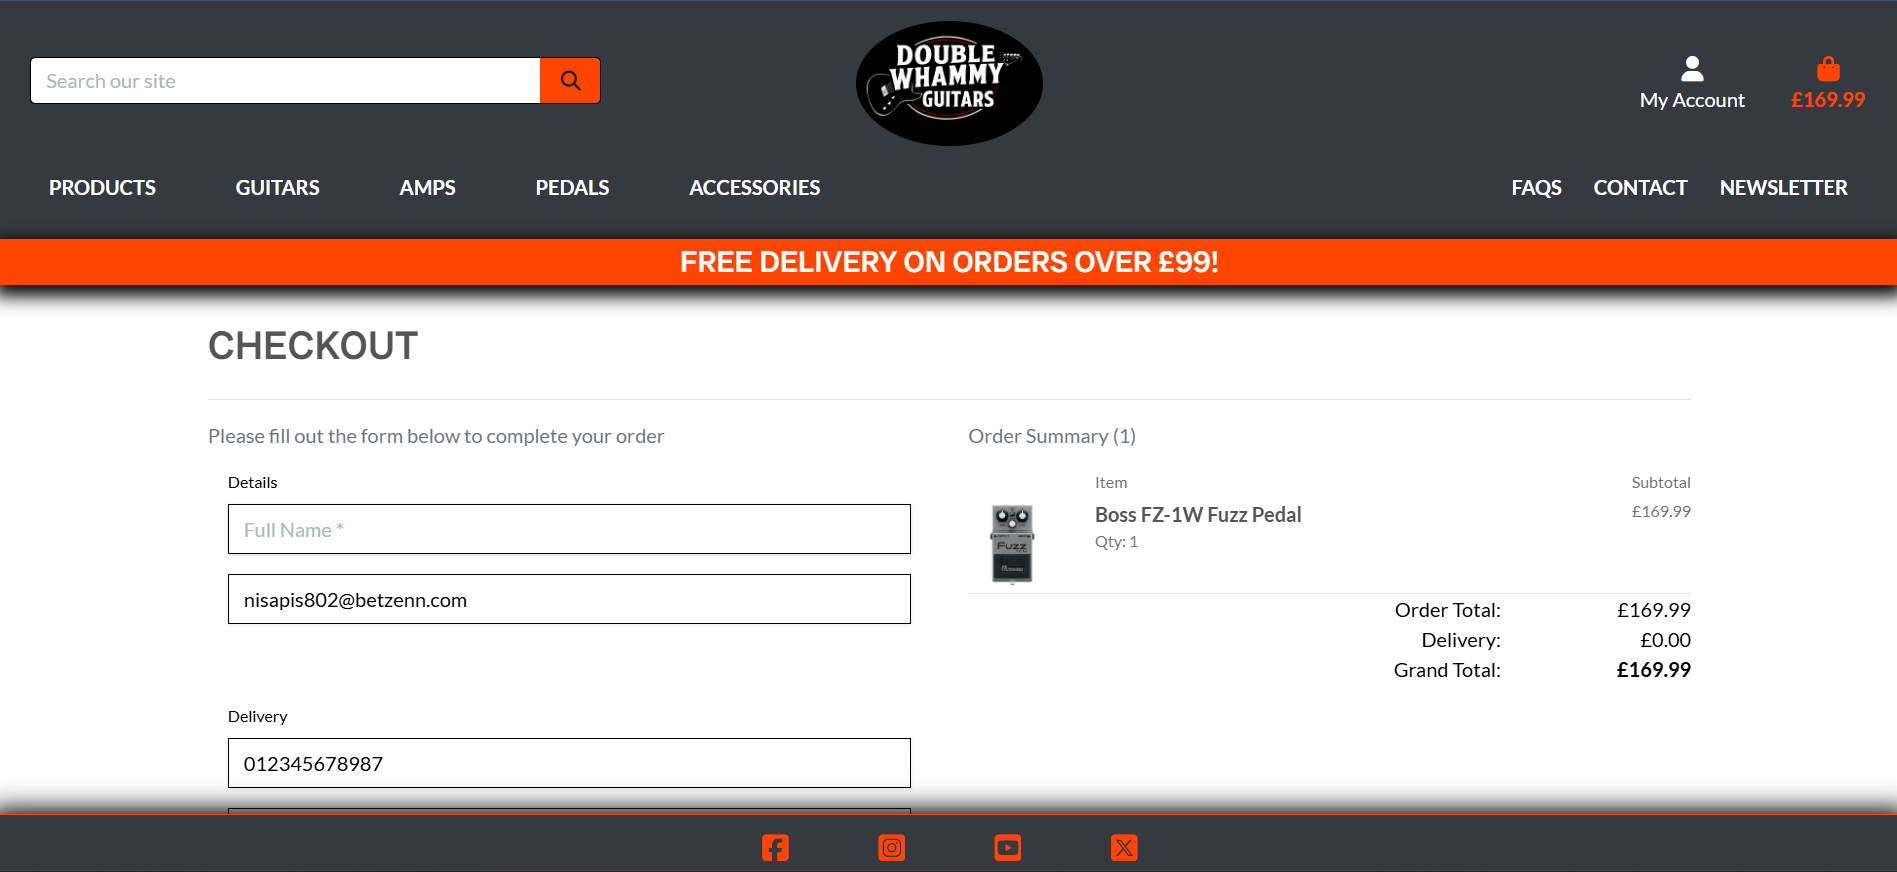 Search our site
DOUBLE
WHAMMY
GUITARS
My Account
£169.99
PRODUCTS
GUITARS
AMPS
PEDALS
ACCESSORIES
FAQS
CONTACT
NEWSLETTER
FREE DELIVERY ON ORDERS OVER £99!
CHECKOUT
Please fill out the form below to complete your order
Details
Full Name *
nisapis802@betzenn.com
Delivery
012345678987
Order Summary (1)
Item
Subtotal
Fuzz
Boss FZ-1W Fuzz Pedal
£169.99
Qty: 1
Order Total:
£169.99
Delivery:
£0.00
Grand Total:
£169.99